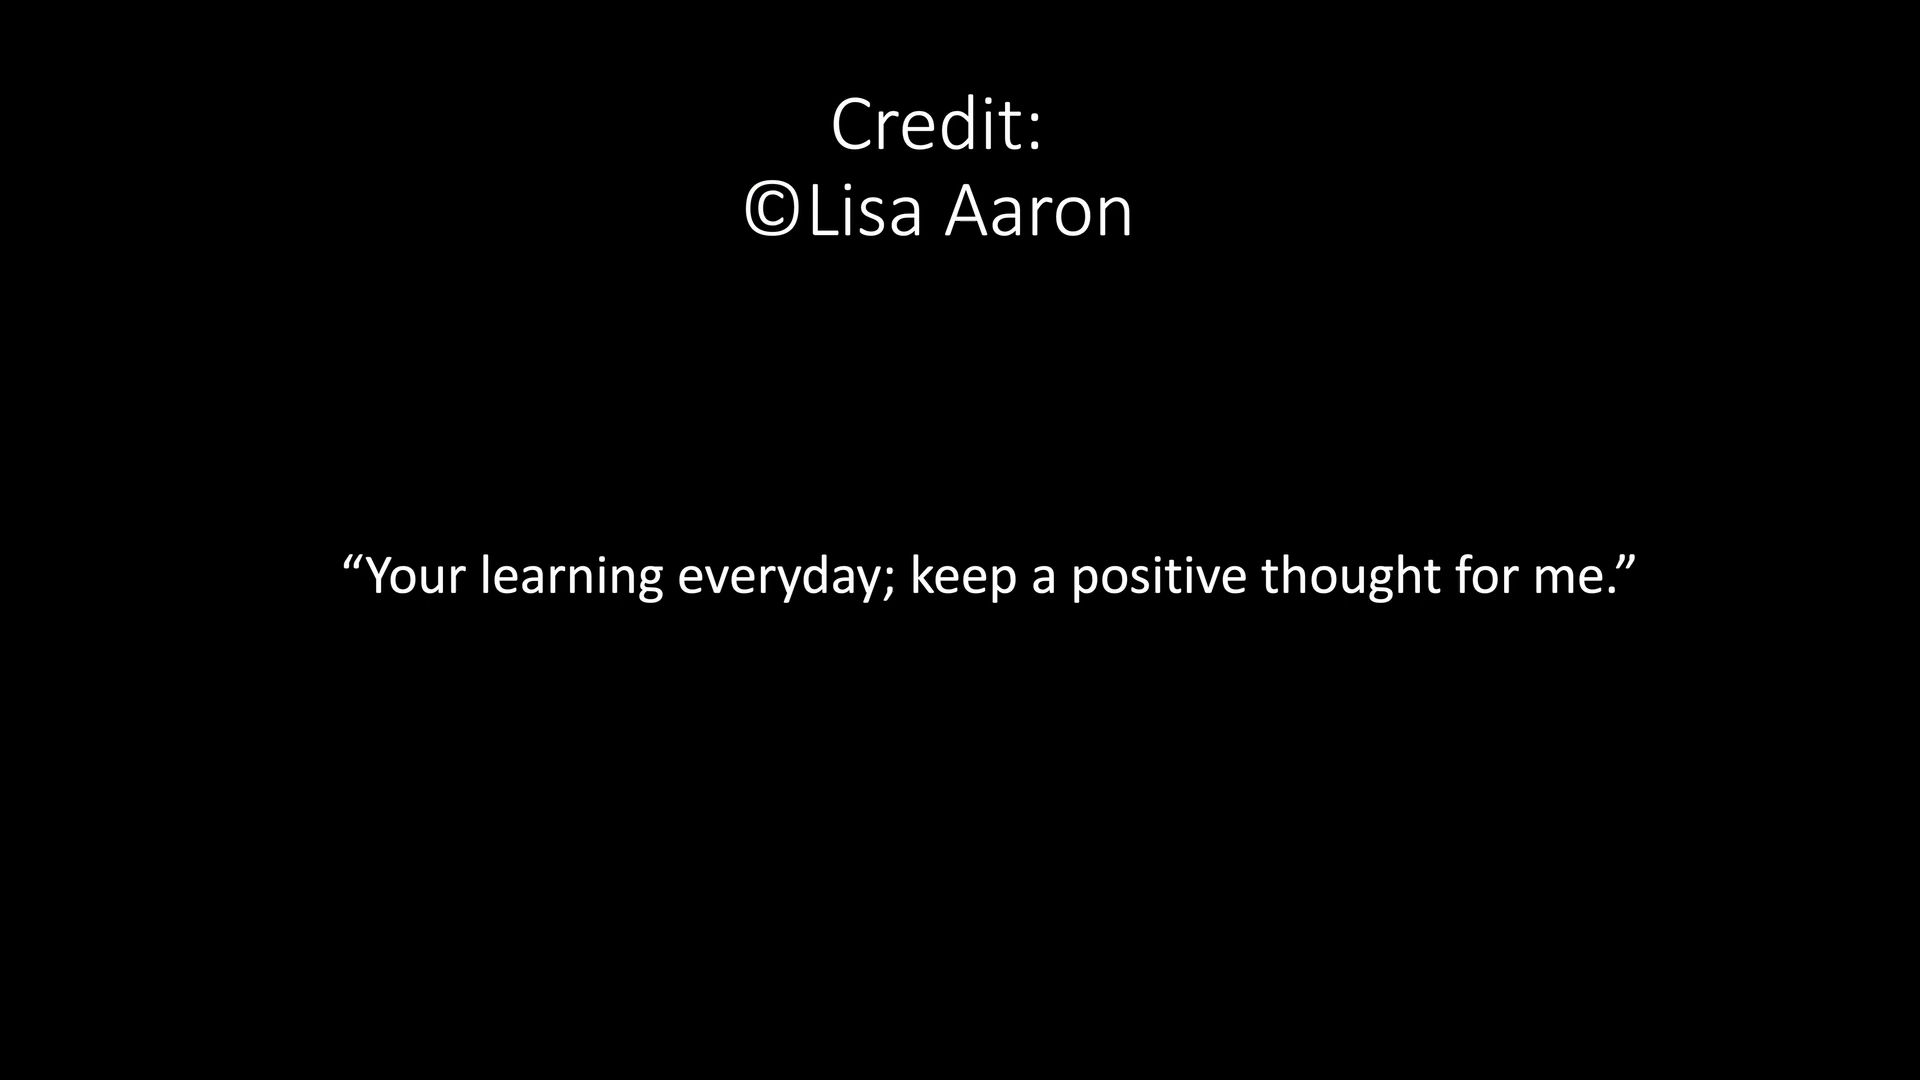 Credit:
©Lisa Aaron
“Your learning everyday; keep a positive thought for me.”